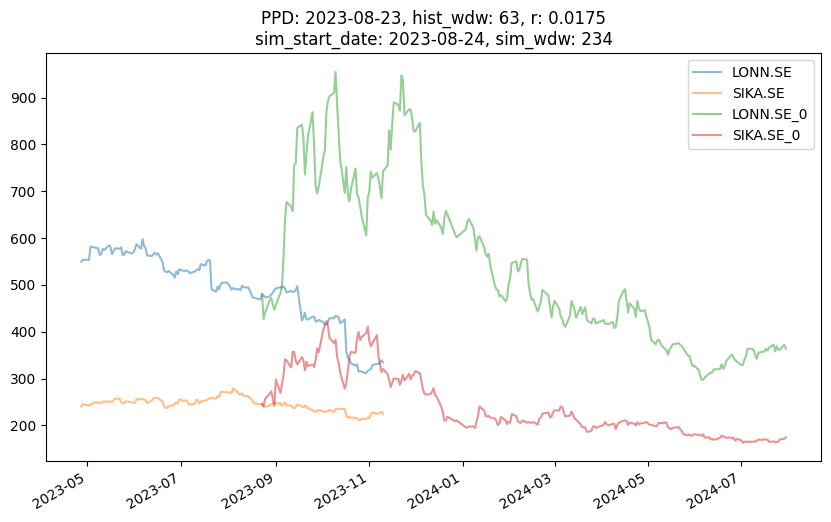 PPD: 2023-08-23, hist_wdw: 63, r: 0.0175
sim_start_date: 2023-08-24, sim_wdw: 234
LONN.SE
SIKA.SE
LONN.SE_0
SIKA.SE_0
900
800
700
600
500
400
300
200
2023-05
2023-07
2023-09
2023-11
2024-01
2024-03
2024-05
2024-07